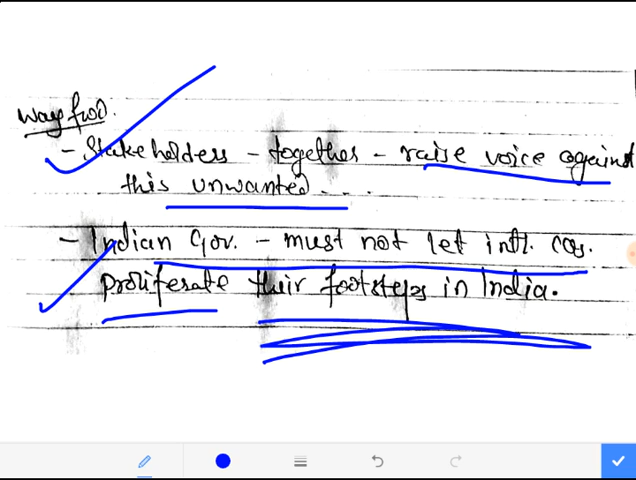 Way fwd.
- Stakeholders - together - raise voice against
this unwanted...
- Indian Gov. - must not let intl. cos.
proliferate their footsteps in India.